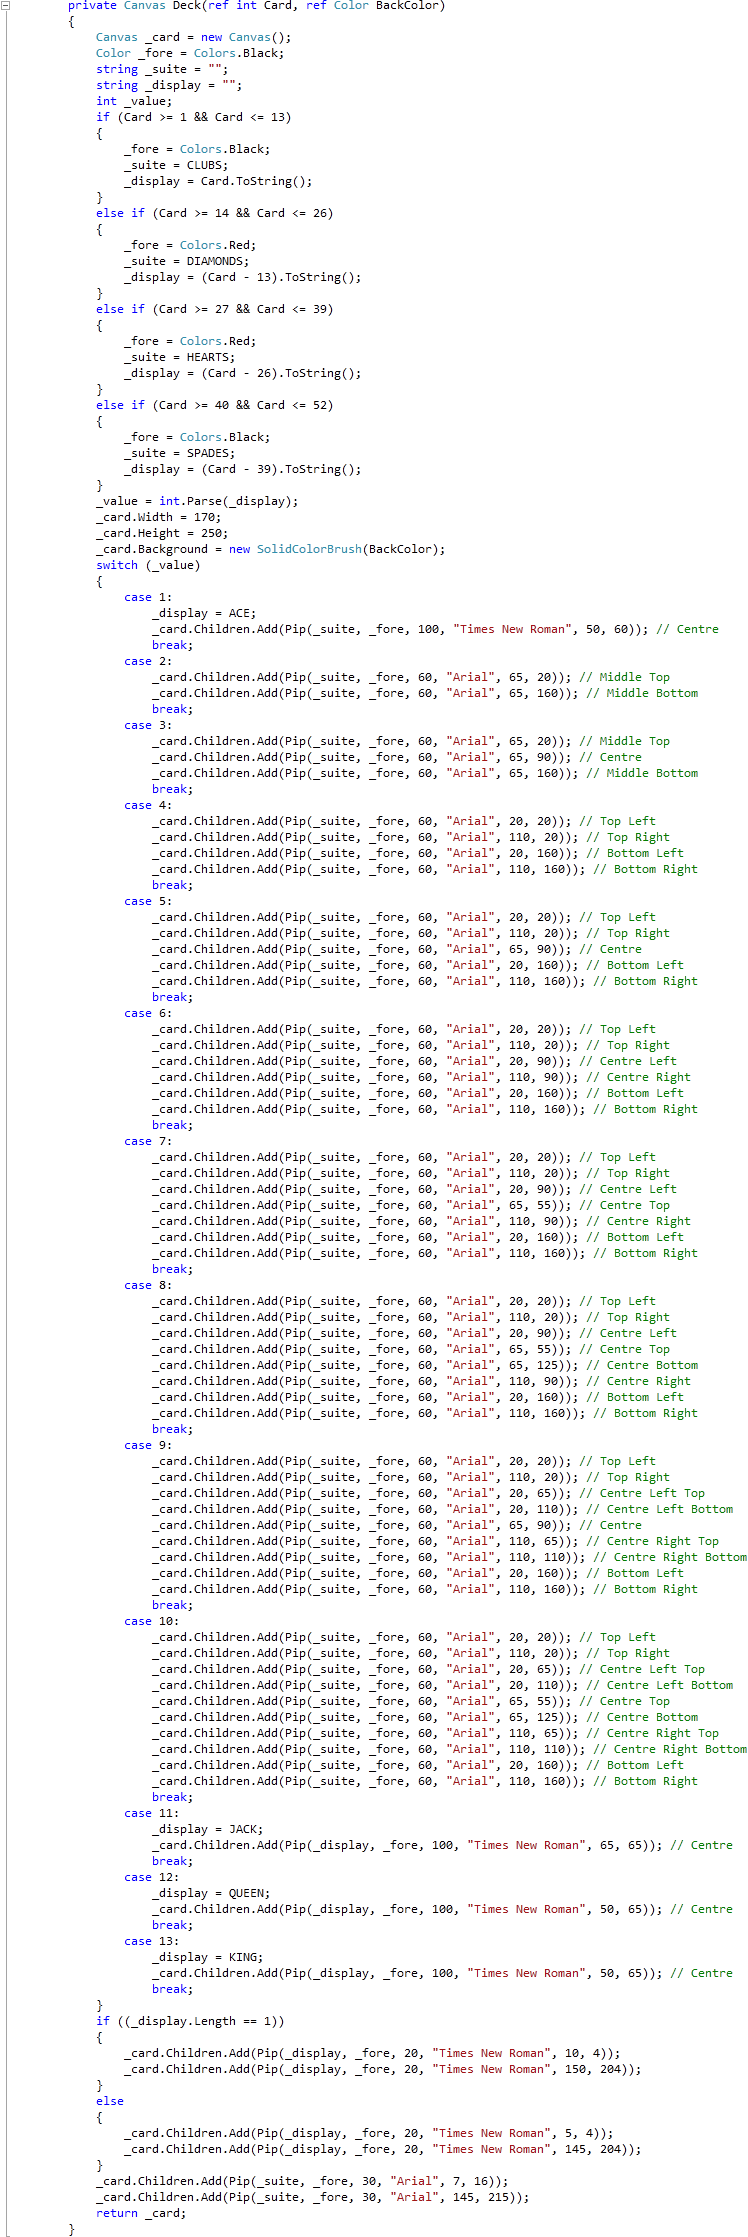 private Canvas Deck(ref int Card, ref Color BackColor)
{
Canvas _card = new Canvas();
Color _fore = Colors.Black;
string _suite = "";
string _display = "";
int _value;
if (Card >= 1 && Card <= 13)
{
_fore = Colors.Black;
_suite = CLUBS;
_display = Card.ToString();
}
else if (Card >= 14 && Card <= 26)
{
_fore = Colors.Red;
_suite = DIAMONDS;
_display = (Card - 13).ToString();
}
else if (Card >= 27 && Card <= 39)
{
_fore = Colors.Red;
_suite = HEARTS;
_display = (Card - 26).ToString();
}
else if (Card >= 40 && Card <= 52)
{
_fore = Colors.Black;
_suite = SPADES;
_display = (Card - 39).ToString();
}
_value = int.Parse(_display);
_card.Width = 170;
_card.Height = 250;
_card.Background = new SolidColorBrush(BackColor);
switch (_value)
{
case 1:
_display = ACE;
_card.Children.Add(Pip(_suite, _fore, 100, "Times New Roman", 50, 60)); // Centre
break;
case 2:
_card.Children.Add(Pip(_suite, _fore, 60, "Arial", 65, 20)); // Middle Top
_card.Children.Add(Pip(_suite, _fore, 60, "Arial", 65, 160)); // Middle Bottom
break;
case 3:
_card.Children.Add(Pip(_suite, _fore, 60, "Arial", 65, 20)); // Middle Top
_card.Children.Add(Pip(_suite, _fore, 60, "Arial", 65, 90)); // Centre
_card.Children.Add(Pip(_suite, _fore, 60, "Arial", 65, 160)); // Middle Bottom
break;
case 4:
_card.Children.Add(Pip(_suite, _fore, 60, "Arial", 20, 20)); // Top Left
_card.Children.Add(Pip(_suite, _fore, 60, "Arial", 110, 20)); // Top Right
_card.Children.Add(Pip(_suite, _fore, 60, "Arial", 20, 160)); // Bottom Left
_card.Children.Add(Pip(_suite, _fore, 60, "Arial", 110, 160)); // Bottom Right
break;
case 5:
_card.Children.Add(Pip(_suite, _fore, 60, "Arial", 20, 20)); // Top Left
_card.Children.Add(Pip(_suite, _fore, 60, "Arial", 110, 20)); // Top Right
_card.Children.Add(Pip(_suite, _fore, 60, "Arial", 65, 90)); // Centre
_card.Children.Add(Pip(_suite, _fore, 60, "Arial", 20, 160)); // Bottom Left
_card.Children.Add(Pip(_suite, _fore, 60, "Arial", 110, 160)); // Bottom Right
break;
case 6:
_card.Children.Add(Pip(_suite, _fore, 60, "Arial", 20, 20)); // Top Left
_card.Children.Add(Pip(_suite, _fore, 60, "Arial", 110, 20)); // Top Right
_card.Children.Add(Pip(_suite, _fore, 60, "Arial", 20, 90)); // Centre Left
_card.Children.Add(Pip(_suite, _fore, 60, "Arial", 110, 90)); // Centre Right
_card.Children.Add(Pip(_suite, _fore, 60, "Arial", 20, 160)); // Bottom Left
_card.Children.Add(Pip(_suite, _fore, 60, "Arial", 110, 160)); // Bottom Right
break;
case 7:
_card.Children.Add(Pip(_suite, _fore, 60, "Arial", 20, 20)); // Top Left
_card.Children.Add(Pip(_suite, _fore, 60, "Arial", 110, 20)); // Top Right
_card.Children.Add(Pip(_suite, _fore, 60, "Arial", 20, 90)); // Centre Left
_card.Children.Add(Pip(_suite, _fore, 60, "Arial", 65, 55)); // Centre Top
_card.Children.Add(Pip(_suite, _fore, 60, "Arial", 110, 90)); // Centre Right
_card.Children.Add(Pip(_suite, _fore, 60, "Arial", 20, 160)); // Bottom Left
_card.Children.Add(Pip(_suite, _fore, 60, "Arial", 110, 160)); // Bottom Right
break;
case 8:
_card.Children.Add(Pip(_suite, _fore, 60, "Arial", 20, 20)); // Top Left
_card.Children.Add(Pip(_suite, _fore, 60, "Arial", 110, 20)); // Top Right
_card.Children.Add(Pip(_suite, _fore, 60, "Arial", 20, 90)); // Centre Left
_card.Children.Add(Pip(_suite, _fore, 60, "Arial", 65, 55)); // Centre Top
_card.Children.Add(Pip(_suite, _fore, 60, "Arial", 65, 125)); // Centre Bottom
_card.Children.Add(Pip(_suite, _fore, 60, "Arial", 110, 90)); // Centre Right
_card.Children.Add(Pip(_suite, _fore, 60, "Arial", 20, 160)); // Bottom Left
_card.Children.Add(Pip(_suite, _fore, 60, "Arial", 110, 160)); // Bottom Right
break;
case 9:
_card.Children.Add(Pip(_suite, _fore, 60, "Arial", 20, 20)); // Top Left
_card.Children.Add(Pip(_suite, _fore, 60, "Arial", 110, 20)); // Top Right
_card.Children.Add(Pip(_suite, _fore, 60, "Arial", 20, 65)); // Centre Left Top
_card.Children.Add(Pip(_suite, _fore, 60, "Arial", 20, 110)); // Centre Left Bottom
_card.Children.Add(Pip(_suite, _fore, 60, "Arial", 65, 90)); // Centre
_card.Children.Add(Pip(_suite, _fore, 60, "Arial", 110, 65)); // Centre Right Top
_card.Children.Add(Pip(_suite, _fore, 60, "Arial", 110, 110)); // Centre Right Bottom
_card.Children.Add(Pip(_suite, _fore, 60, "Arial", 20, 160)); // Bottom Left
_card.Children.Add(Pip(_suite, _fore, 60, "Arial", 110, 160)); // Bottom Right
break;
case 10:
_card.Children.Add(Pip(_suite, _fore, 60, "Arial", 20, 20)); // Top Left
_card.Children.Add(Pip(_suite, _fore, 60, "Arial", 110, 20)); // Top Right
_card.Children.Add(Pip(_suite, _fore, 60, "Arial", 20, 65)); // Centre Left Top
_card.Children.Add(Pip(_suite, _fore, 60, "Arial", 20, 110)); // Centre Left Bottom
_card.Children.Add(Pip(_suite, _fore, 60, "Arial", 65, 55)); // Centre Top
_card.Children.Add(Pip(_suite, _fore, 60, "Arial", 65, 125)); // Centre Bottom
_card.Children.Add(Pip(_suite, _fore, 60, "Arial", 110, 65)); // Centre Right Top
_card.Children.Add(Pip(_suite, _fore, 60, "Arial", 110, 110)); // Centre Right Bottom
_card.Children.Add(Pip(_suite, _fore, 60, "Arial", 20, 160)); // Bottom Left
_card.Children.Add(Pip(_suite, _fore, 60, "Arial", 110, 160)); // Bottom Right
break;
case 11:
_display = JACK;
_card.Children.Add(Pip(_display, _fore, 100, "Times New Roman", 65, 65)); // Centre
break;
case 12:
_display = QUEEN;
_card.Children.Add(Pip(_display, _fore, 100, "Times New Roman", 50, 65)); // Centre
break;
case 13:
_display = KING;
_card.Children.Add(Pip(_display, _fore, 100, "Times New Roman", 50, 65)); // Centre
break;
}
if ((_display.Length == 1))
{
_card.Children.Add(Pip(_display, _fore, 20, "Times New Roman", 10, 4));
_card.Children.Add(Pip(_display, _fore, 20, "Times New Roman", 150, 204));
}
else
{
_card.Children.Add(Pip(_display, _fore, 20, "Times New Roman", 5, 4));
_card.Children.Add(Pip(_display, _fore, 20, "Times New Roman", 145, 204));
}
_card.Children.Add(Pip(_suite, _fore, 30, "Arial", 7, 16));
_card.Children.Add(Pip(_suite, _fore, 30, "Arial", 145, 215));
return _card;
}